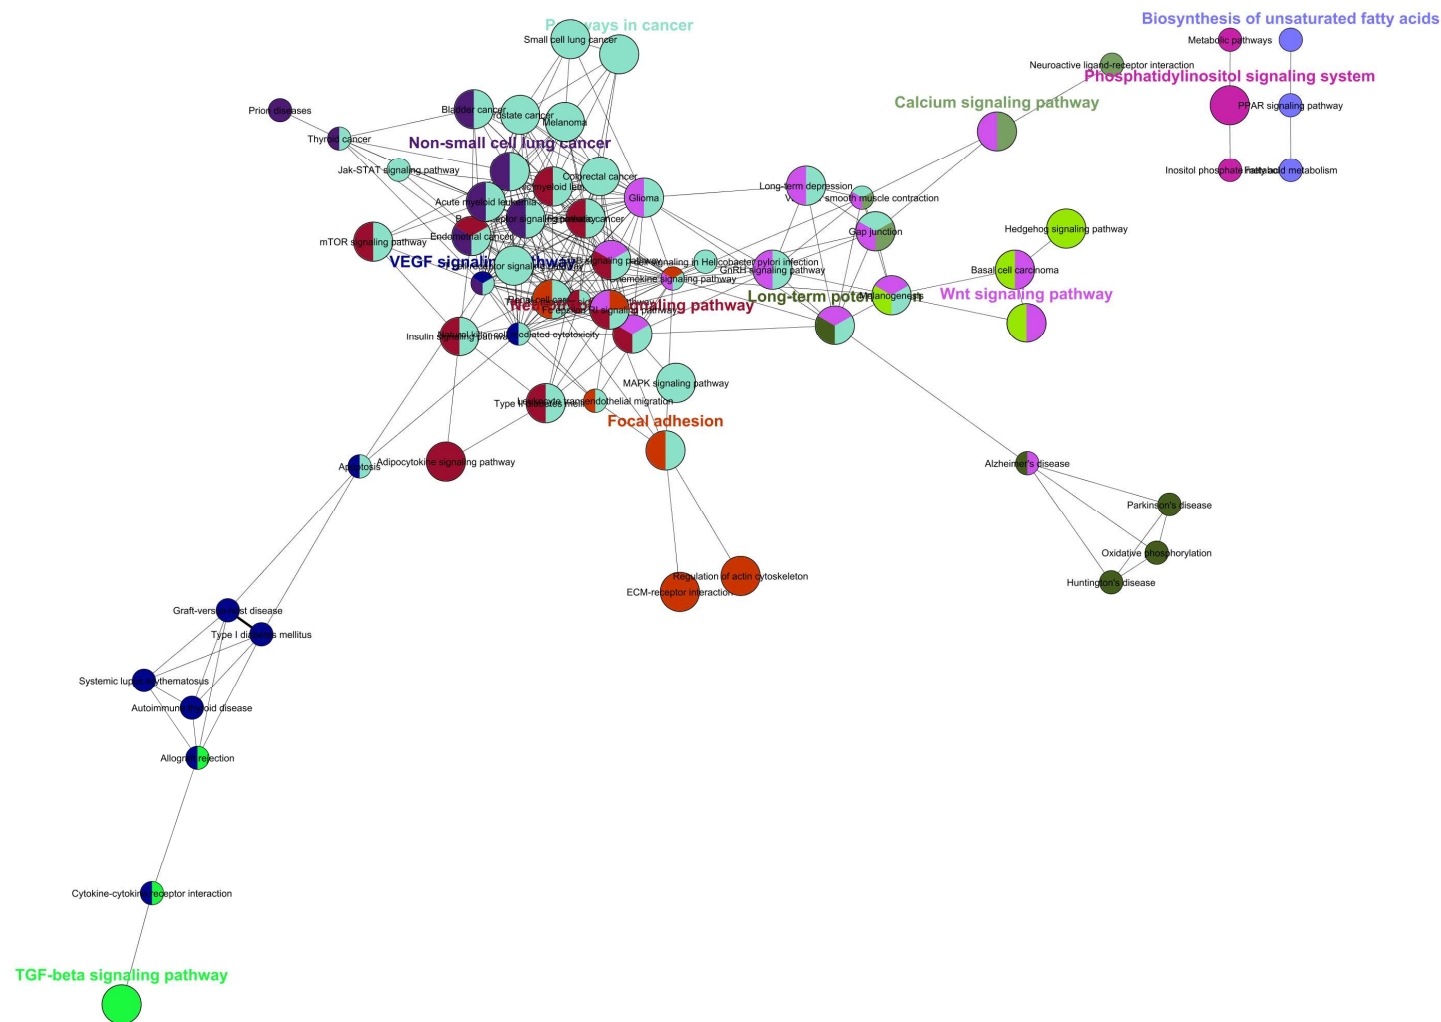 Pathways in cancer
Biosynthesis of unsaturated fatty acids
Small cell lung cancer
Metabolic pathways
Neuroactive ligand-receptor interaction
Phosphatidylinositol signaling system
Calcium signaling pathway
PPAR signaling pathway
Prion diseases
Bladder cancer
Melanoma
Thyroid cancer
Non-small cell lung cancer
Jak-STAT signaling pathway
Colorectal cancer
Inositol phosphate
Fatty acid metabolism
Long-term depression
smooth muscle contraction
Glioma
Acute myeloid leukemia
Hedgehog signaling pathway
Gap junction
Endometrial cancer
mTOR signaling pathway
VEGF signaling pathway
signaling in Helicobacter pylori infection
GnRH signaling pathway
Basal cell carcinoma
Chemokine signaling pathway
Melanogenesis
Wnt signaling pathway
Long-term
signaling pathway
Insulin signaling pathway
MAPK signaling pathway
Leukocyte transendothelial migration
Type II diabetes
Focal adhesion
Adipocytokine signaling pathway
Apoptosis
Alzheimer's disease
Parkinson's disease
Oxidative phosphorylation
Huntington's disease
Regulation of actin cytoskeleton
ECM-receptor interaction
Graft-versus-host disease
Type I diabetes mellitus
Systemic lupus erythematosus
Autoimmune thyroid disease
Allograft rejection
Cytokine-cytokine receptor interaction
TGF-beta signaling pathway